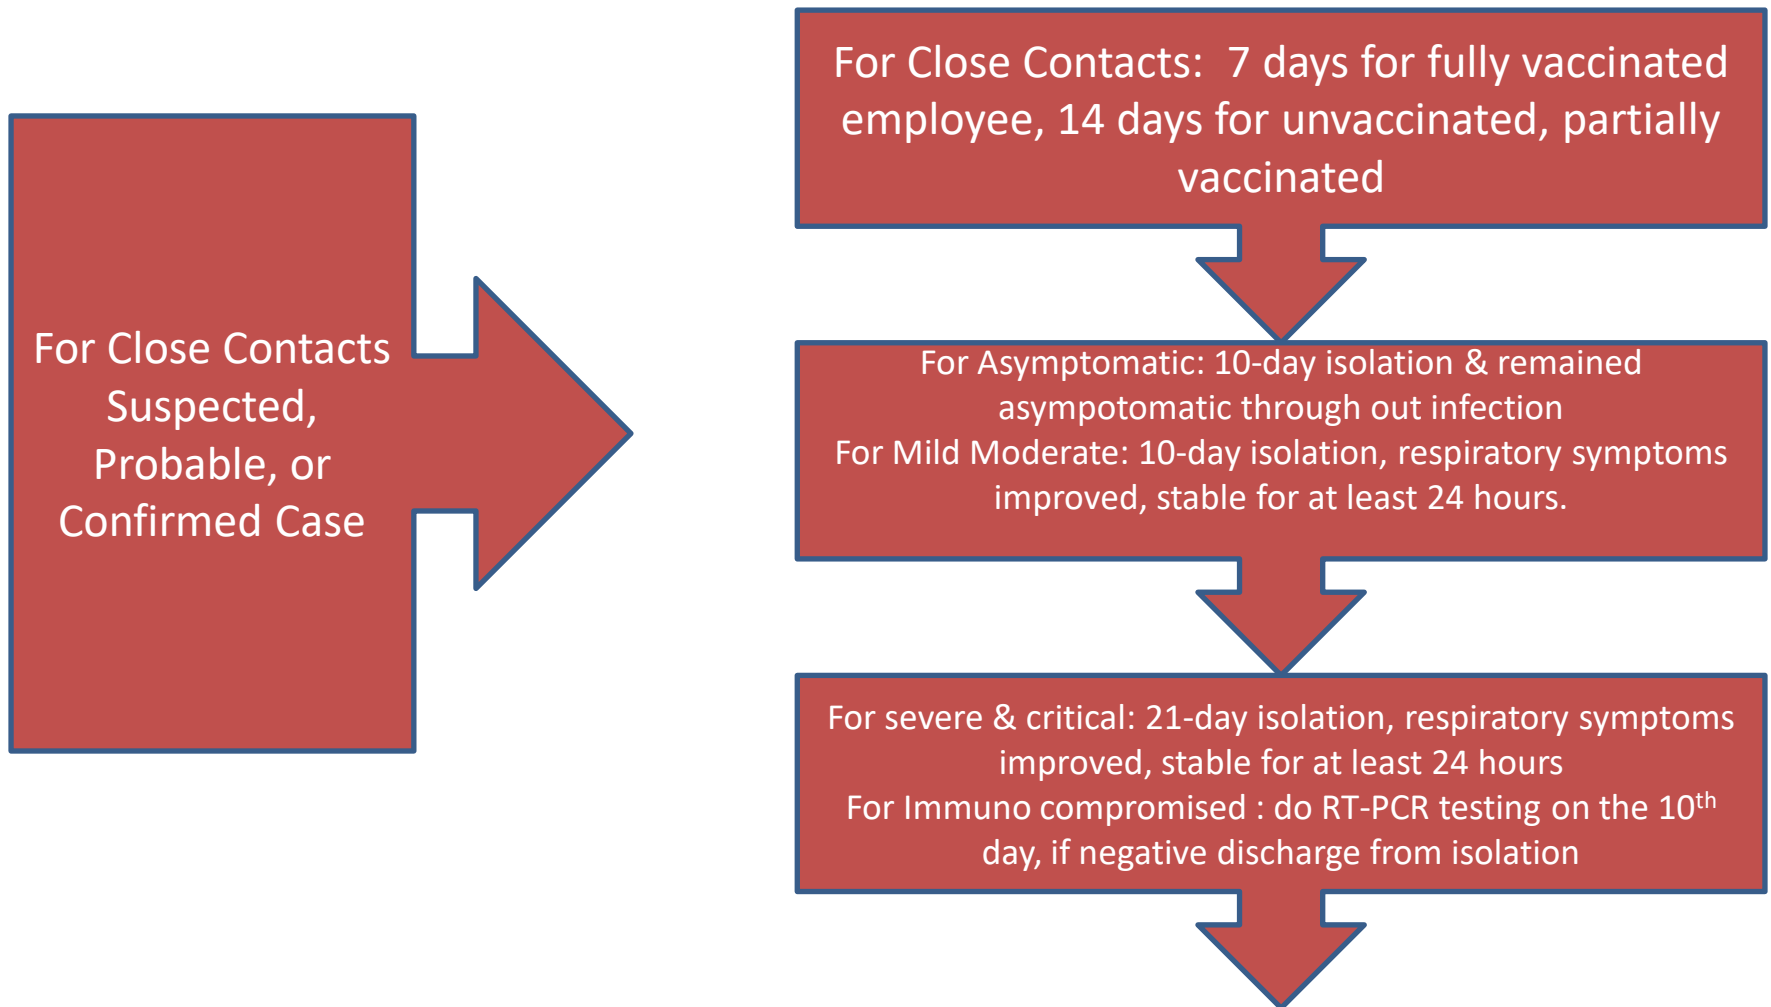 For Close Contacts
Suspected,
Probable, or
Confirmed Case
For Close Contacts:  7 days for fully vaccinated
employee, 14 days for unvaccinated, partially
vaccinated
For Asymptomatic: 10-day isolation & remained
asympotomatic through out infection
For Mild Moderate: 10-day isolation, respiratory symptoms
improved, stable for at least 24 hours.
For severe & critical: 21-day isolation, respiratory symptoms
improved, stable for at least 24 hours
For Immuno compromised : do RT-PCR testing on the 10th
day, if negative discharge from isolation